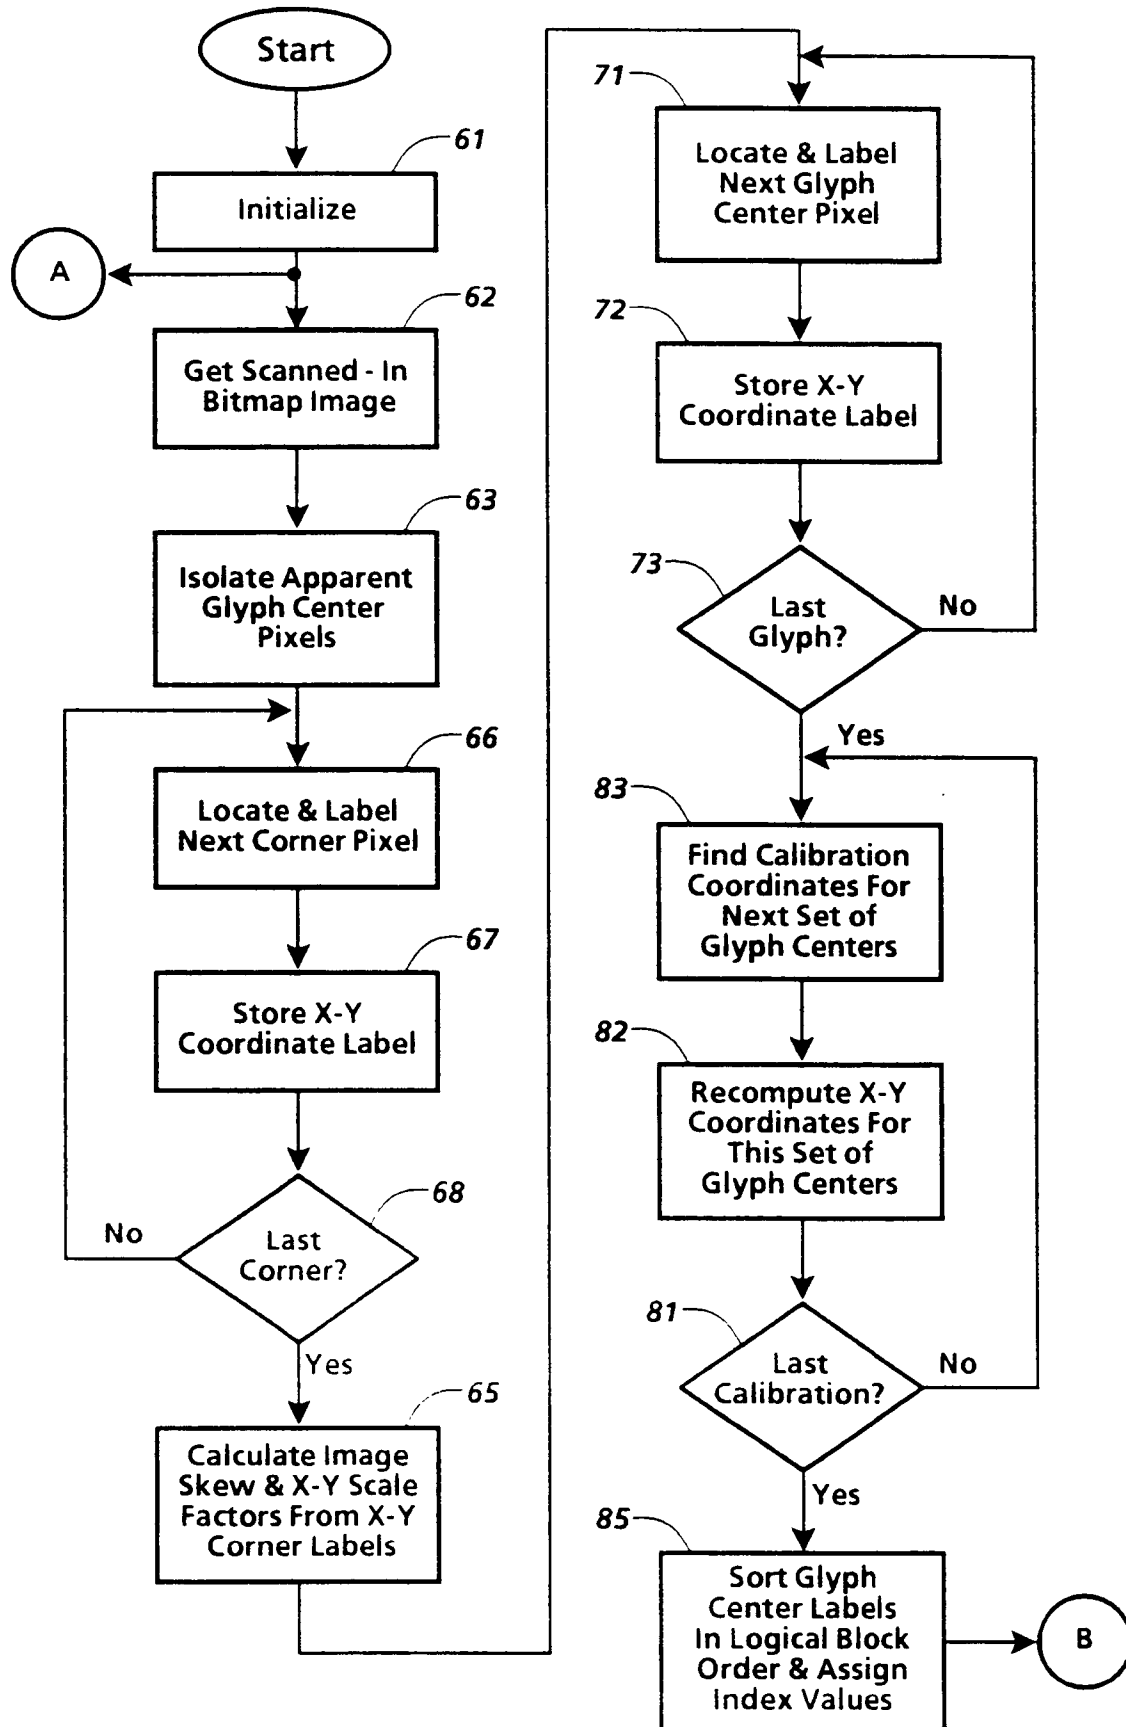 Start
61
Initialize
A
62
Get Scanned - In
Bitmap Image
63
Isolate Apparent
Glyph Center
Pixels
66
Locate & Label
Next Corner Pixel
67
Store X-Y
Coordinate Label
68
Last
Corner?
No
Yes
65
Calculate Image
Skew & X-Y Scale
Factors From X-Y
Corner Labels
71
Locate & Label
Next Glyph
Center Pixel
72
Store X-Y
Coordinate Label
73
Last
Glyph?
No
Yes
83
Find Calibration
Coordinates For
Next Set of
Glyph Centers
82
Recompute X-Y
Coordinates For
This Set of
Glyph Centers
81
Last
Calibration?
No
Yes
85
Sort Glyph
Center Labels
In Logical Block
Order & Assign
Index Values
B